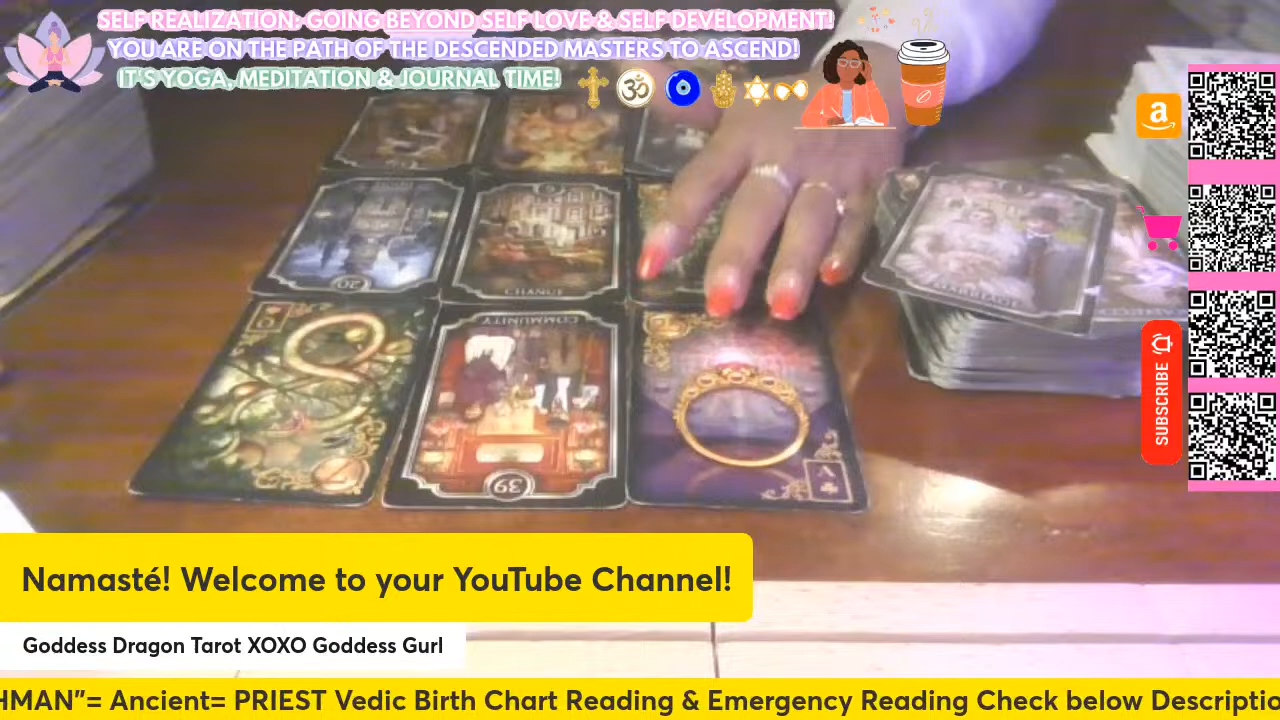 SELF REALIZATION: GOING BEYOND SELF LOVE & SELF DEVELOPMENT!
YOU ARE ON THE PATH OF THE DESCENDED MASTERS TO ASCEND!
IT'S YOGA, MEDITATION & JOURNAL TIME!
ॐ
a
20
CHANGE
MARRIAGE
COMMUNITY
39
A
SUBSCRIBE
Namasté! Welcome to your YouTube Channel!
Goddess Dragon Tarot XOXO Goddess Gurl
HMAN"= Ancient= PRIEST Vedic Birth Chart Reading & Emergency Reading Check below Descriptio